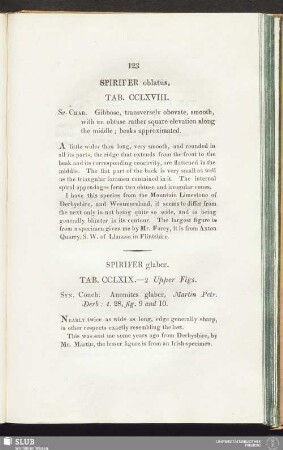 123
SPIRIFER oblatus,
TAB. CCLXVIII.
Sp. Char. Gibbose, transversely obovate, smooth,
with an obtuse rather square elevation along
the middle; beaks approximated.
A little wider than long, very smooth, and rounded in
all its parts, the ridge that extends from the front to the
beak and its corresponding concavity, are flattened in the
middle. The flat part of the back is very small as well
as the triangular foramen contained in it. The internal
spiral appendages form two obtuse and irregular cones.
I have this species from the Mountain Limestone of
Derbyshire, and Westmoreland, it seems to differ from
the next only in not being quite so wide, and in being
generally blunter in its contour. The largest figure is
from a specimen given me by Mr. Farey, it is from Axton
Quarry, S. W. of Llanasa in Flintshire.
SPIRIFER glaber.
TAB. CCLXIX.—2 Upper Figs.
Syn. Conch: Anomites glaber, Martin Petr.
Derb: t. 28, fig. 9 and 10.
Nearly twice as wide as long, edge generally sharp,
in other respects exactly resembling the last.
This was sent me some years ago from Derbyshire, by
Mr. Martin, the lesser figure is from an Irish specimen.
SLUB